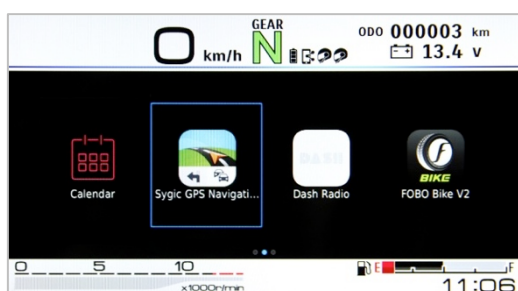 GEAR
0 km/h N
ODO 000003 km
13.4 v
Calendar
Sygic GPS Navigati...
Dash Radio
FOBO Bike V2
DASH
BIKE
0 5 10
x1000r/min
E F
11:06